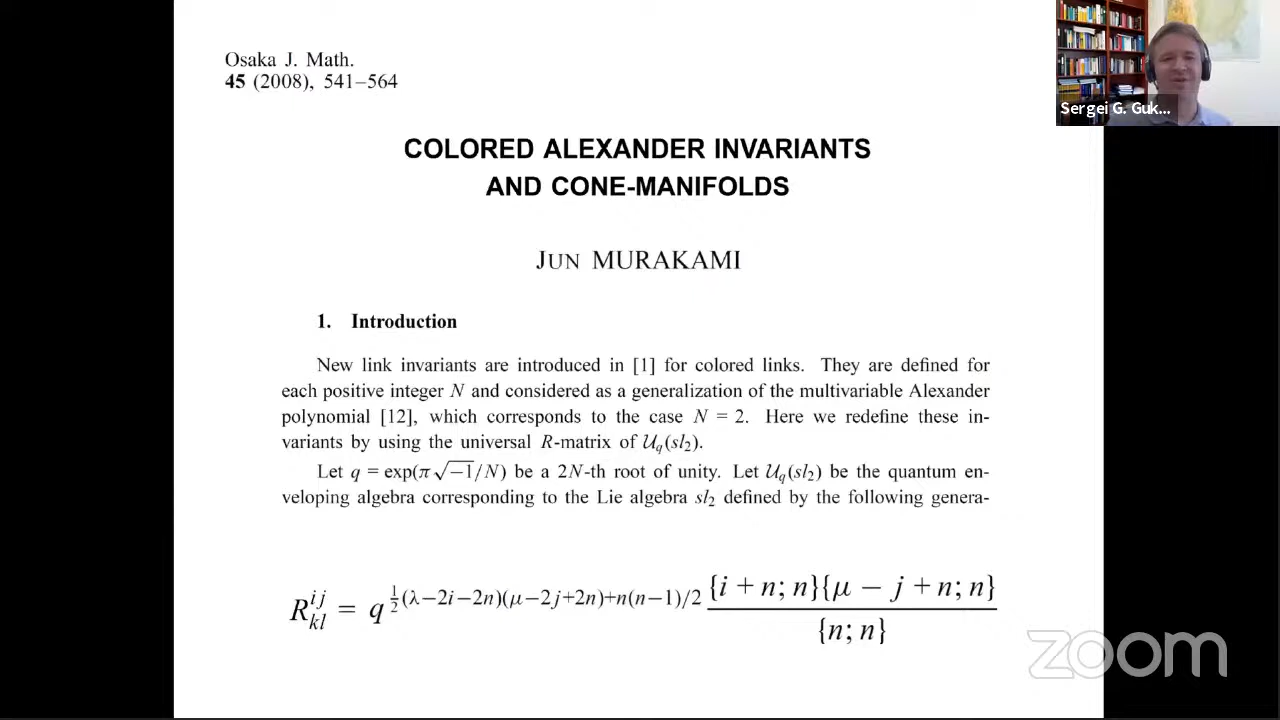 Osaka J. Math.
45 (2008), 541–564
Sergei G. Guk...
COLORED ALEXANDER INVARIANTS
AND CONE-MANIFOLDS
JUN MURAKAMI
1. Introduction
New link invariants are introduced in [1] for colored links. They are defined for
each positive integer N and considered as a generalization of the multivariable Alexander
polynomial [12], which corresponds to the case N = 2. Here we redefine these in-
variants by using the universal R-matrix of 𝒰_q(sl₂).
Let q = exp(π√−1/N) be a 2N-th root of unity. Let 𝒰_q(sl₂) be the quantum en-
veloping algebra corresponding to the Lie algebra sl₂ defined by the following genera-
R^{ij}_{kl} = q^{½(λ−2i−2n)(μ−2j+2n)+n(n−1)/2} {i + n; n}{μ − j + n; n} / {n; n}
zoom